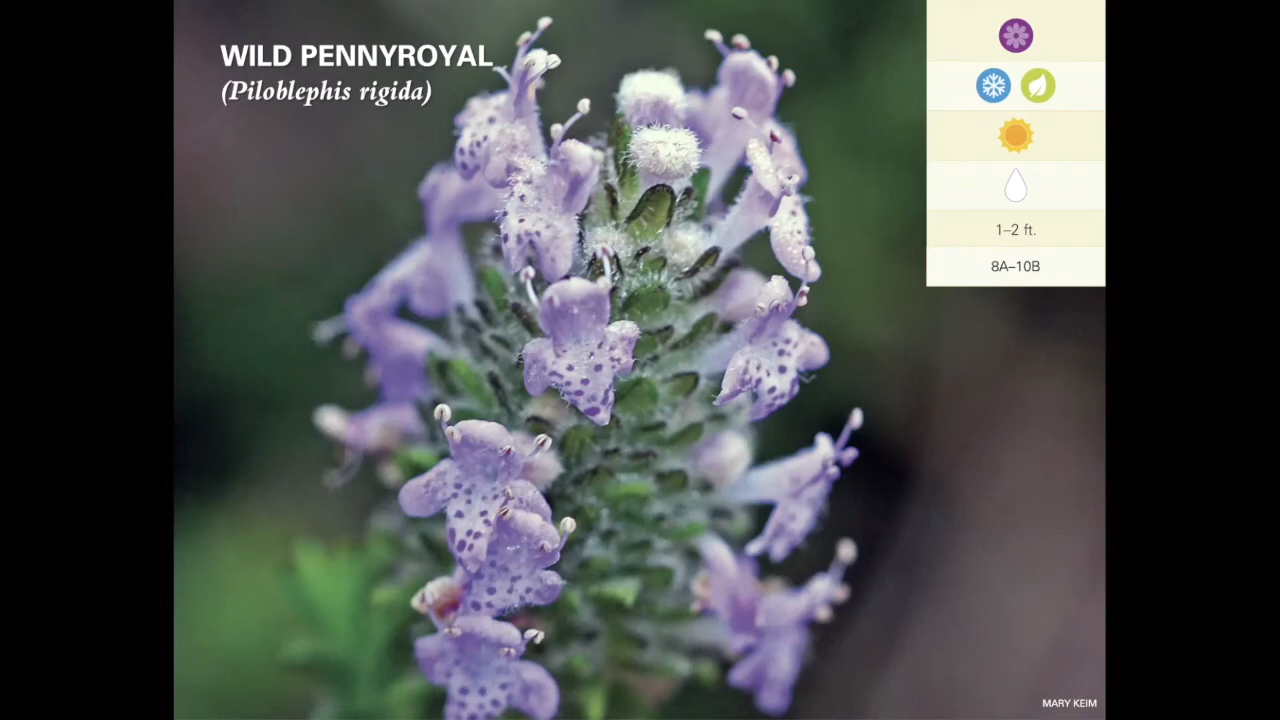 WILD PENNYROYAL
(Piloblephis rigida)
1–2 ft.
8A–10B
MARY KEIM